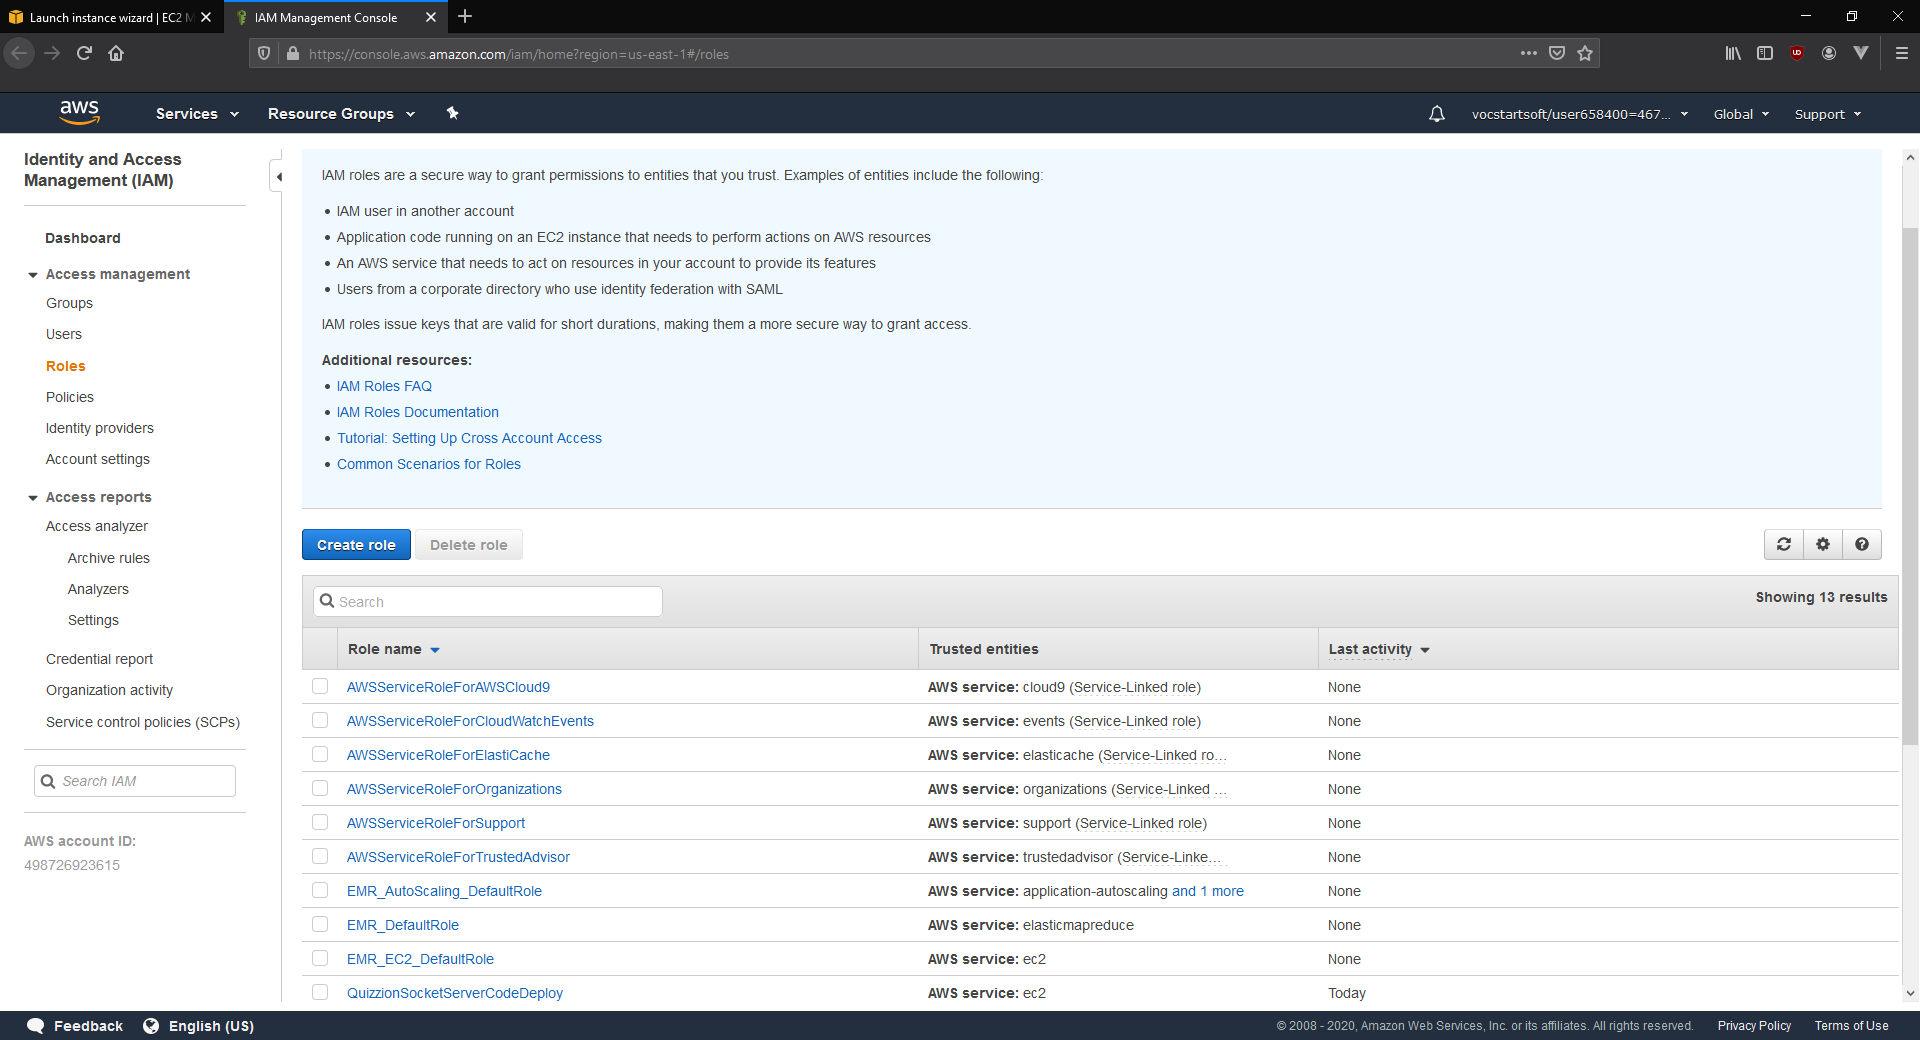 Launch instance wizard | EC2 M
IAM Management Console
https://console.aws.amazon.com/iam/home?region=us-east-1#/roles
aws
Services
Resource Groups
vocstartsoft/user658400=467...
Global
Support
Identity and Access
Management (IAM)
Dashboard
Access management
Groups
Users
Roles
Policies
Identity providers
Account settings
Access reports
Access analyzer
Archive rules
Analyzers
Settings
Credential report
Organization activity
Service control policies (SCPs)
Search IAM
AWS account ID:
498726923615
IAM roles are a secure way to grant permissions to entities that you trust. Examples of entities include the following:
• IAM user in another account
• Application code running on an EC2 instance that needs to perform actions on AWS resources
• An AWS service that needs to act on resources in your account to provide its features
• Users from a corporate directory who use identity federation with SAML
IAM roles issue keys that are valid for short durations, making them a more secure way to grant access.
Additional resources:
• IAM Roles FAQ
• IAM Roles Documentation
• Tutorial: Setting Up Cross Account Access
• Common Scenarios for Roles
Create role
Delete role
Search
Showing 13 results
Role name Trusted entities Last activity
AWSServiceRoleForAWSCloud9 AWS service: cloud9 (Service-Linked role) None
AWSServiceRoleForCloudWatchEvents AWS service: events (Service-Linked role) None
AWSServiceRoleForElastiCache AWS service: elasticache (Service-Linked ro... None
AWSServiceRoleForOrganizations AWS service: organizations (Service-Linked ... None
AWSServiceRoleForSupport AWS service: support (Service-Linked role) None
AWSServiceRoleForTrustedAdvisor AWS service: trustedadvisor (Service-Linke... None
EMR_AutoScaling_DefaultRole AWS service: application-autoscaling and 1 more None
EMR_DefaultRole AWS service: elasticmapreduce None
EMR_EC2_DefaultRole AWS service: ec2 None
QuizzionSocketServerCodeDeploy AWS service: ec2 Today
Feedback
English (US)
© 2008 - 2020, Amazon Web Services, Inc. or its affiliates. All rights reserved.
Privacy Policy
Terms of Use